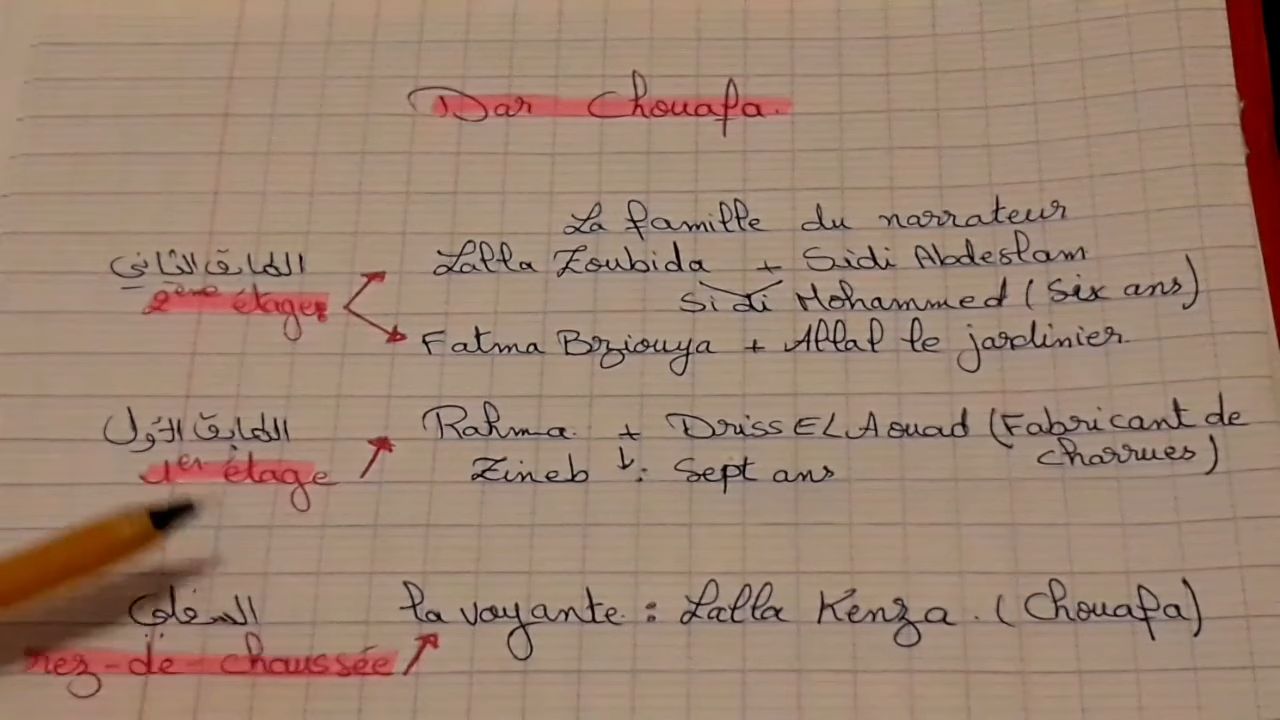 Dar Chouafa.
La famille du narrateur
الطابق الثاني Lalla Zoubida + Sidi Abdeslam
2ème étage Sidi Mohammed (Six ans)
Fatma Bziouya + Allal le jardinier.
الطابق الأول Rahma + Driss EL Aouad (Fabricant de
charrues)
1er étage Zineb : Sept ans
السفلي la voyante : Lalla Kenza. (Chouafa)
rez-de-chaussée